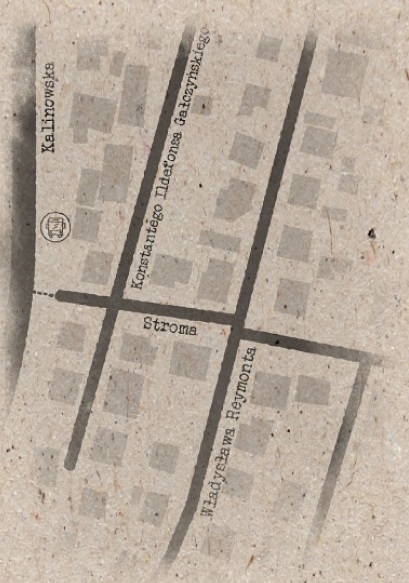 Kalinowska
Konstantego Ildefonsa Gałczyńskiego
Stroma
Władysława Reymonta